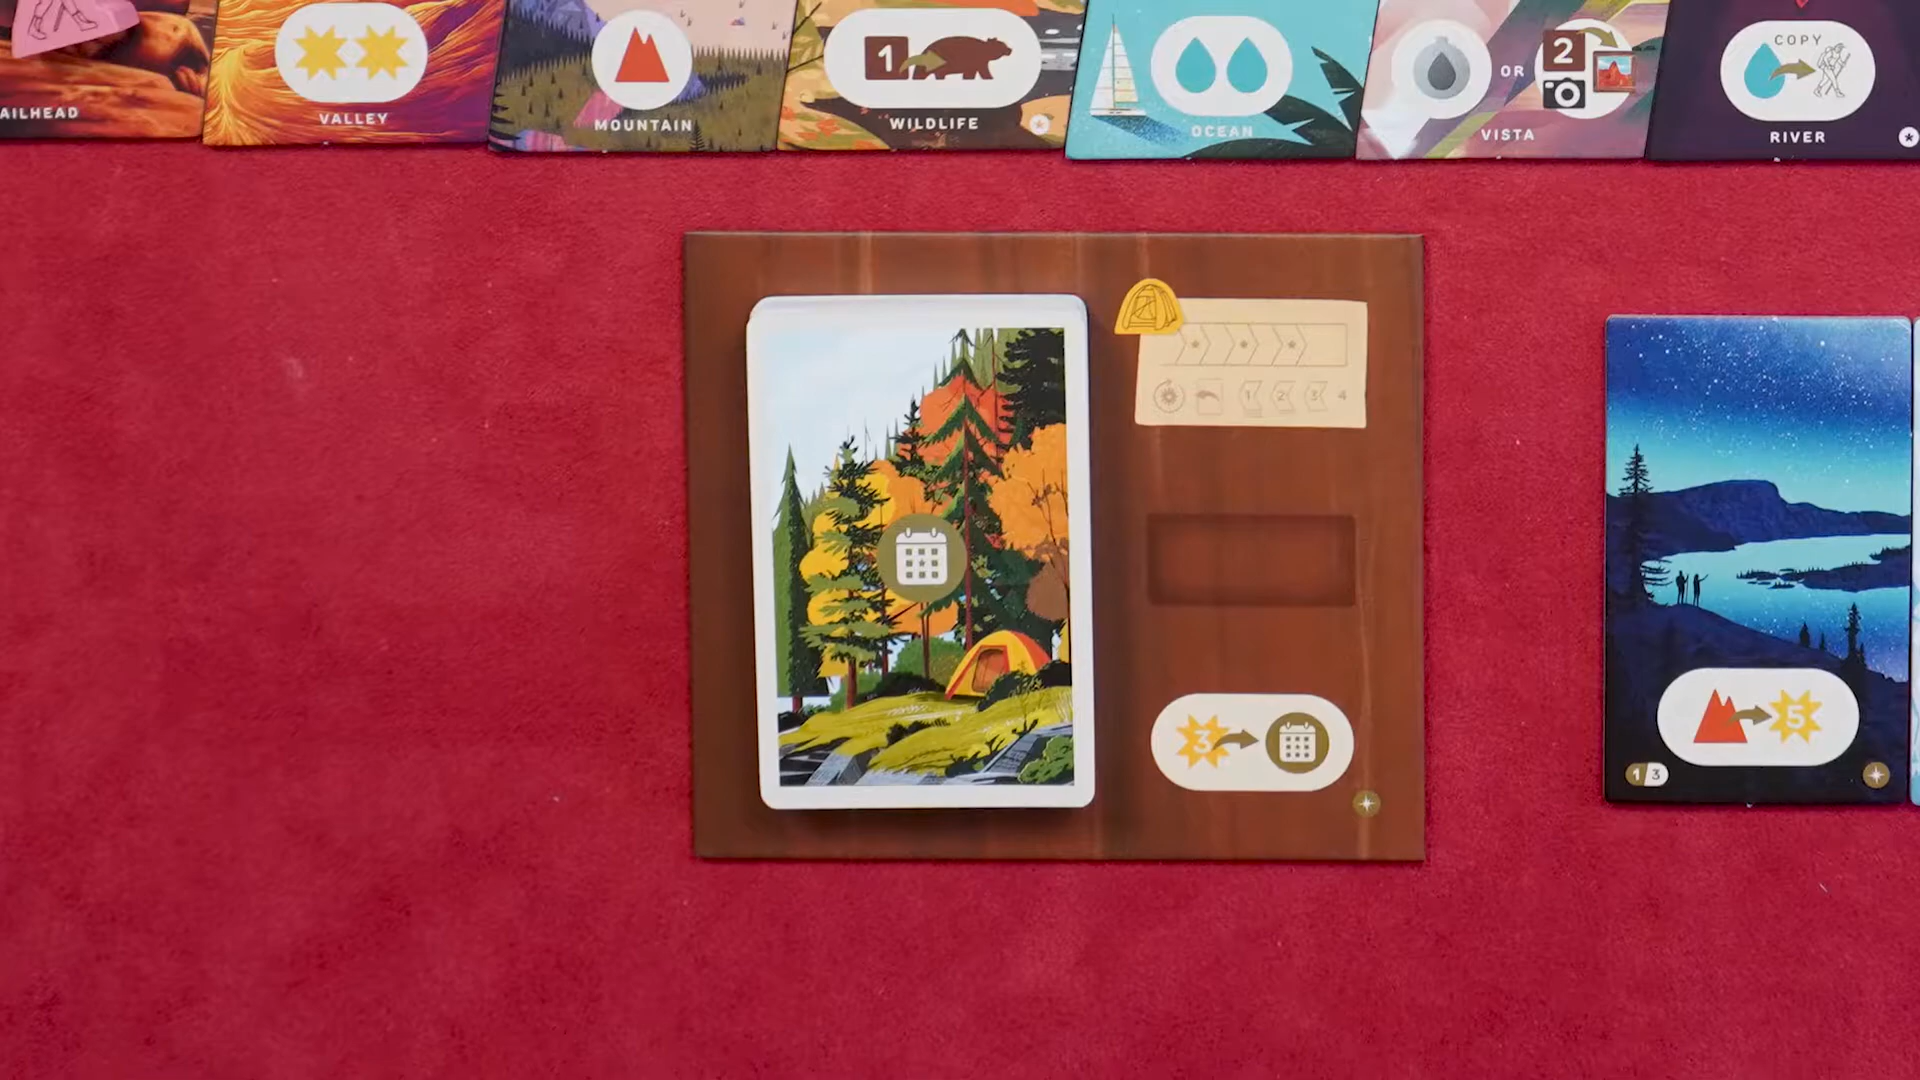 AILHEAD
VALLEY
MOUNTAIN
1
WILDLIFE
OCEAN
OR
2
VISTA
COPY
RIVER
1 2 3 4
3
5
1/3